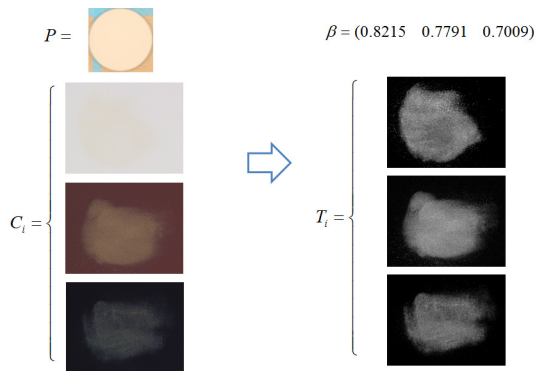 P =
β = (0.8215 0.7791 0.7009)
C_i =
T_i =